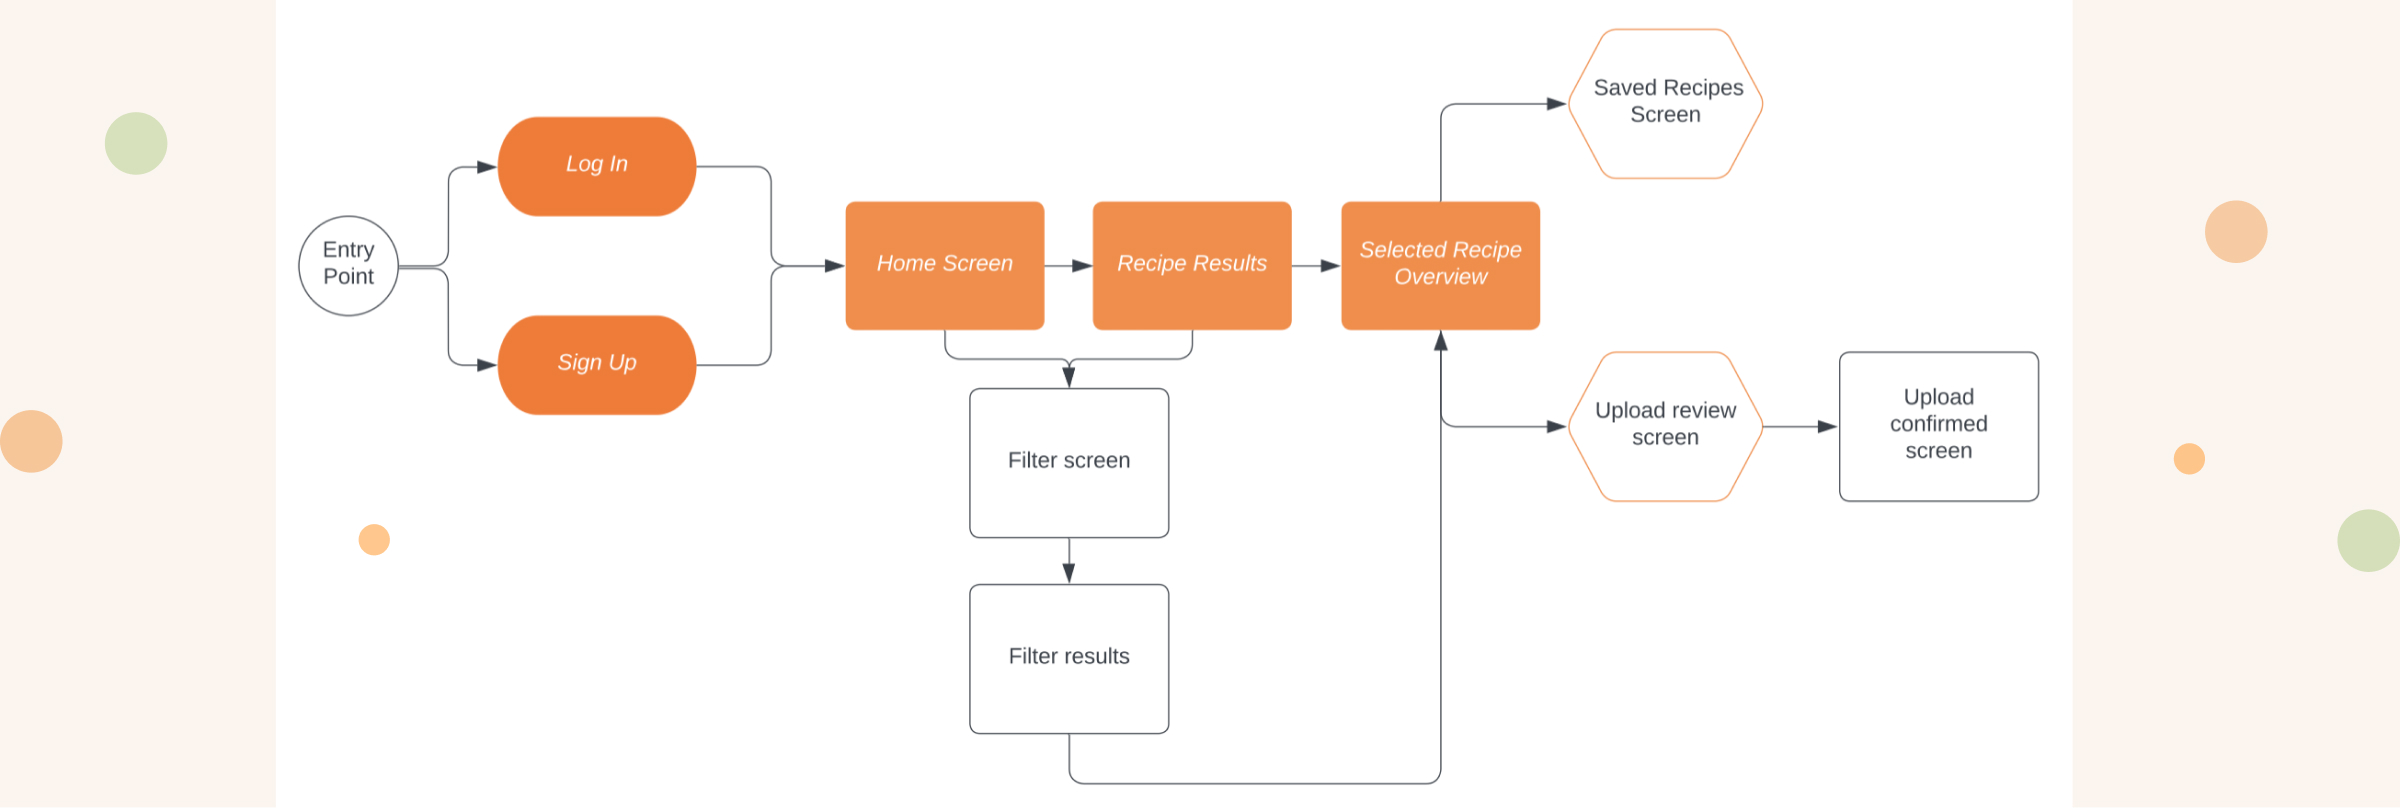 Entry
Point
Log In
Sign Up
Home Screen
Recipe Results
Selected Recipe
Overview
Saved Recipes
Screen
Upload review
screen
Upload
confirmed
screen
Filter screen
Filter results